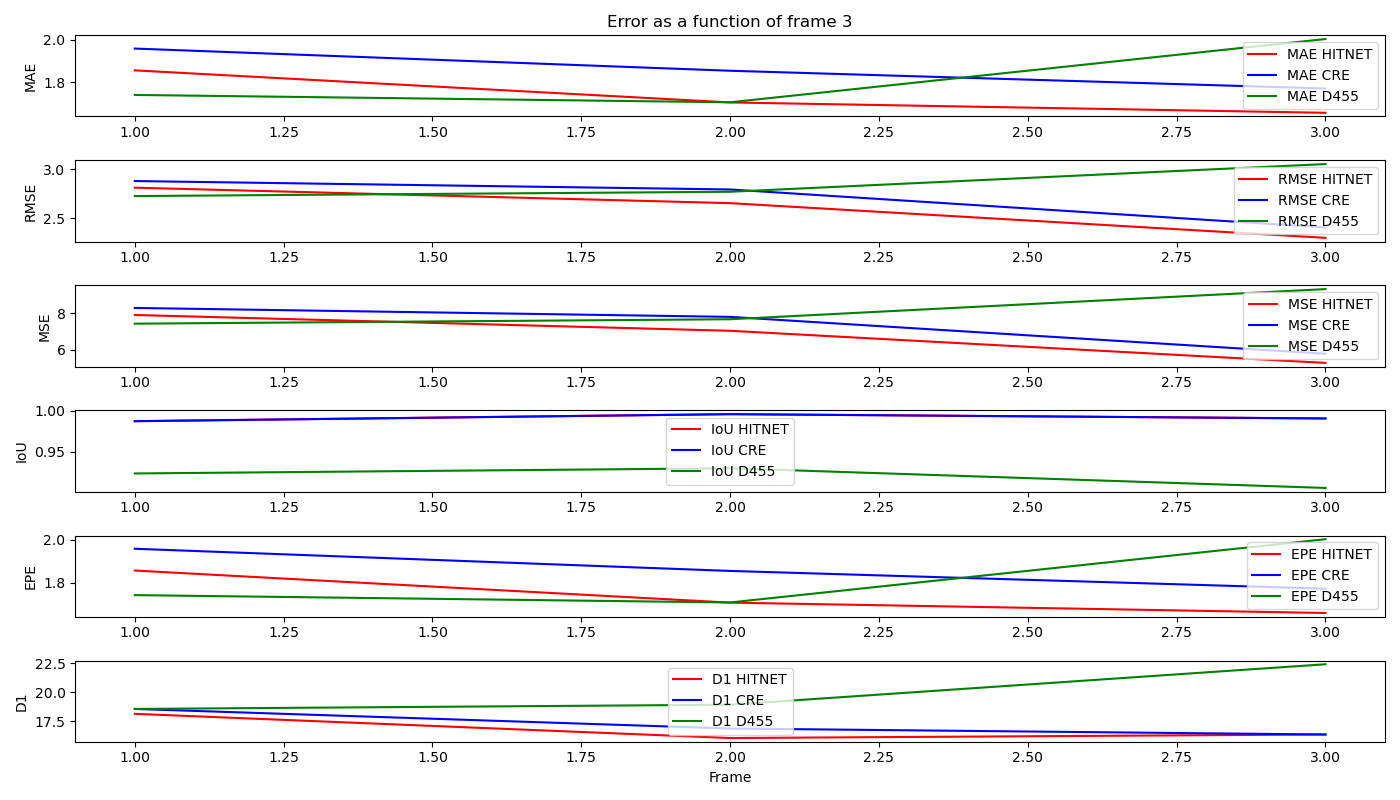 Error as a function of frame 3
2.0
1.8
MAE
MAE HITNET
MAE CRE
MAE D455
1.00 1.25 1.50 1.75 2.00 2.25 2.50 2.75 3.00
3.0
2.5
RMSE
RMSE HITNET
RMSE CRE
RMSE D455
1.00 1.25 1.50 1.75 2.00 2.25 2.50 2.75 3.00
8
6
MSE
MSE HITNET
MSE CRE
MSE D455
1.00 1.25 1.50 1.75 2.00 2.25 2.50 2.75 3.00
1.00
0.95
IoU
IoU HITNET
IoU CRE
IoU D455
1.00 1.25 1.50 1.75 2.00 2.25 2.50 2.75 3.00
2.0
1.8
EPE
EPE HITNET
EPE CRE
EPE D455
1.00 1.25 1.50 1.75 2.00 2.25 2.50 2.75 3.00
22.5
20.0
17.5
D1
D1 HITNET
D1 CRE
D1 D455
1.00 1.25 1.50 1.75 2.00 2.25 2.50 2.75 3.00
Frame